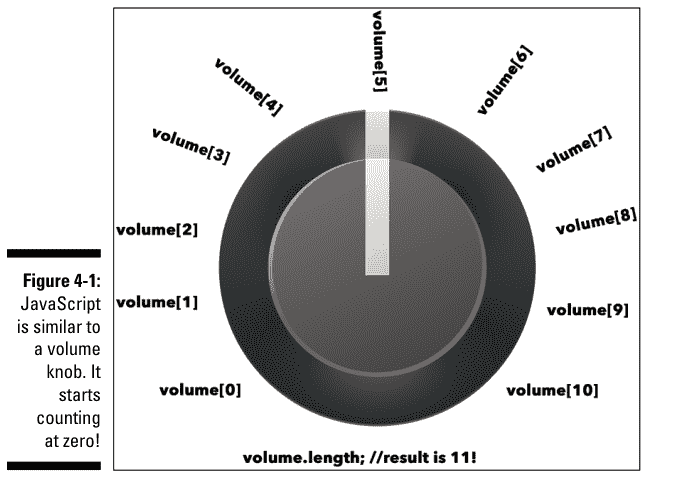 Figure 4-1:
JavaScript
is similar to
a volume
knob. It
starts
counting
at zero!
volume[0]
volume[1]
volume[2]
volume[3]
volume[4]
volume[5]
volume[6]
volume[7]
volume[8]
volume[9]
volume[10]
volume.length; //result is 11!